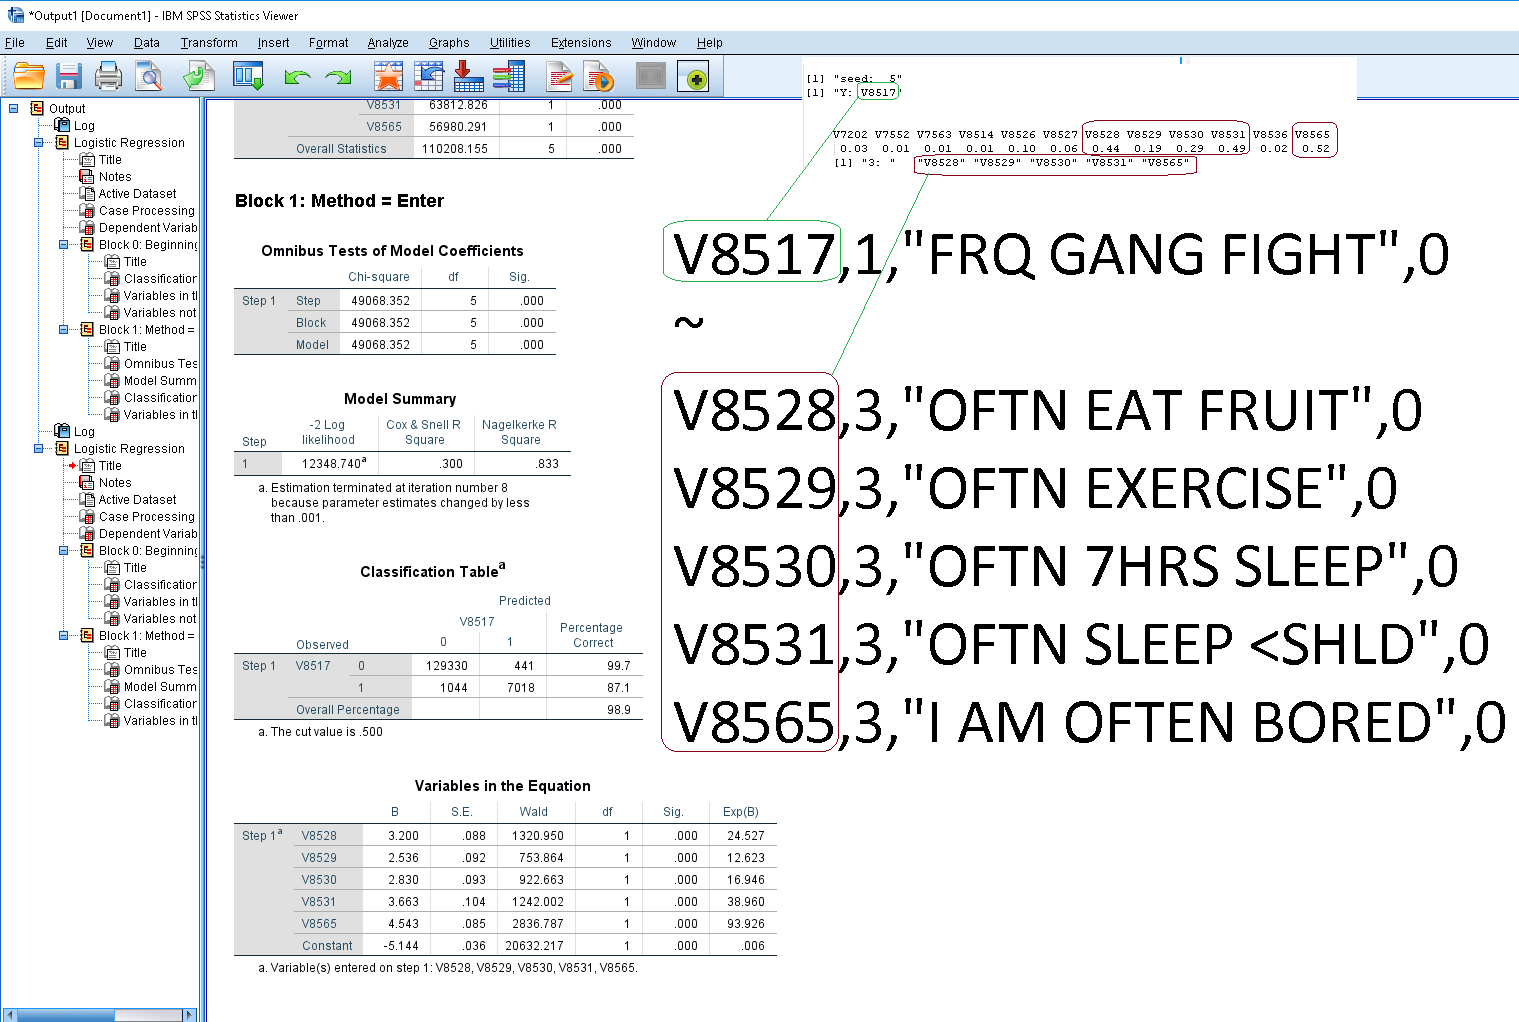 *Output1 [Document1] - IBM SPSS Statistics Viewer
File Edit View Data Transform Insert Format Analyze Graphs Utilities Extensions Window Help
Output
Log
Logistic Regression
Title
Notes
Active Dataset
Case Processing
Dependent Variab
Block 0: Beginning
Title
Classification
Variables in tl
Variables not
Block 1: Method =
Title
Omnibus Tes
Model Summ
Classification
Variables in tl
Log
Logistic Regression
Title
Notes
Active Dataset
Case Processing
Dependent Variab
Block 0: Beginning
Title
Classification
Variables in tl
Variables not
Block 1: Method =
Title
Omnibus Tes
Model Summ
Classification
Variables in tl
V8531 63812.826 1 .000
V8565 56980.291 1 .000
Overall Statistics 110208.155 5 .000
Block 1: Method = Enter
Omnibus Tests of Model Coefficients
Chi-square df Sig.
Step 1 Step 49068.352 5 .000
Block 49068.352 5 .000
Model 49068.352 5 .000
Model Summary
Step -2 Log likelihood Cox & Snell R Square Nagelkerke R Square
1 12348.740a .300 .833
a. Estimation terminated at iteration number 8
because parameter estimates changed by less
than .001.
Classification Tablea
Predicted
V8517 Percentage Correct
Observed 0 1
Step 1 V8517 0 129330 441 99.7
1 1044 7018 87.1
Overall Percentage 98.9
a. The cut value is .500
Variables in the Equation
B S.E. Wald df Sig. Exp(B)
Step 1a V8528 3.200 .088 1320.950 1 .000 24.527
V8529 2.536 .092 753.864 1 .000 12.623
V8530 2.830 .093 922.663 1 .000 16.946
V8531 3.663 .104 1242.002 1 .000 38.960
V8565 4.543 .085 2836.787 1 .000 93.926
Constant -5.144 .036 20632.217 1 .000 .006
a. Variable(s) entered on step 1: V8528, V8529, V8530, V8531, V8565.
[1] "seed: 5"
[1] "Y: V8517"
V7202 V7552 V7563 V8514 V8526 V8527 V8528 V8529 V8530 V8531 V8536 V8565
0.03 0.01 0.01 0.01 0.10 0.06 0.44 0.19 0.29 0.49 0.02 0.52
[1] "3: " "V8528" "V8529" "V8530" "V8531" "V8565"
V8517,1,"FRQ GANG FIGHT",0
~
V8528,3,"OFTN EAT FRUIT",0
V8529,3,"OFTN EXERCISE",0
V8530,3,"OFTN 7HRS SLEEP",0
V8531,3,"OFTN SLEEP <SHLD",0
V8565,3,"I AM OFTEN BORED",0